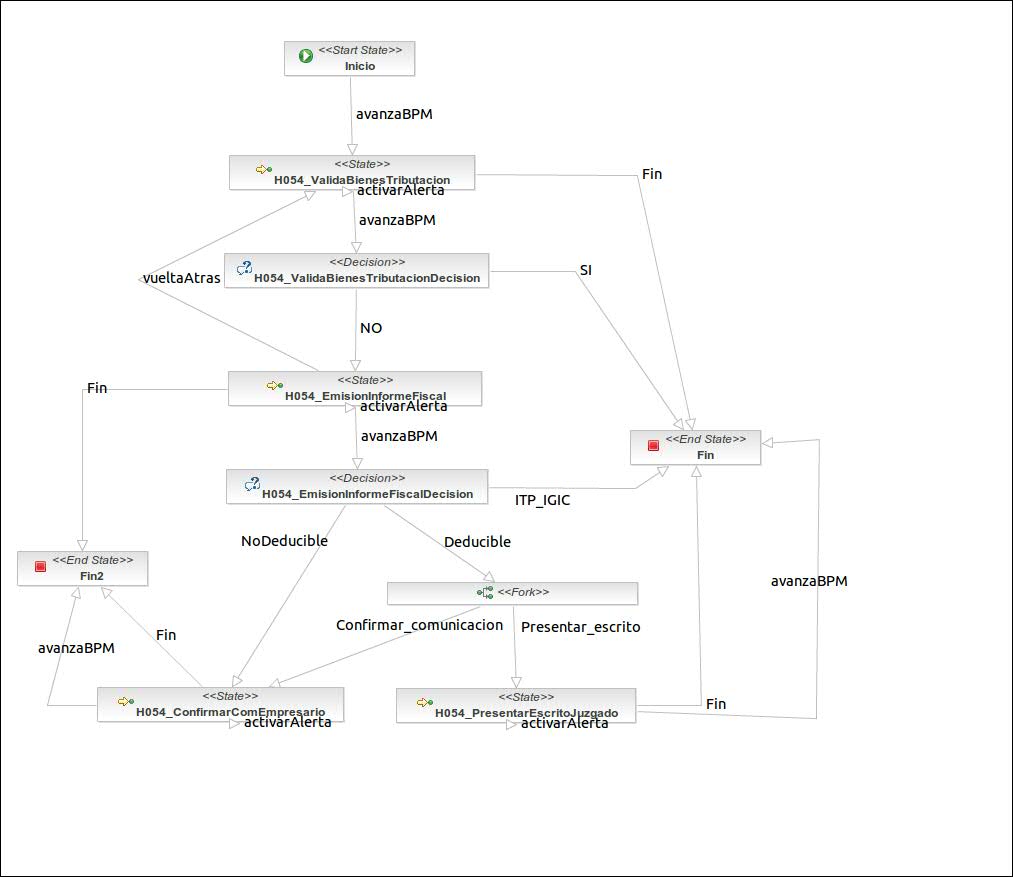 <<Start State>>
Inicio
avanzaBPM
<<State>>
H054_ValidaBienesTributacion
activarAlerta
Fin
avanzaBPM
<<Decision>>
H054_ValidaBienesTributacionDecision
vueltaAtras
SI
NO
<<State>>
H054_EmisionInformeFiscal
activarAlerta
Fin
avanzaBPM
<<End State>>
Fin
<<Decision>>
H054_EmisionInformeFiscalDecision
ITP_IGIC
NoDeducible
Deducible
<<End State>>
Fin2
avanzaBPM
<<Fork>>
Confirmar_comunicacion
Presentar_escrito
Fin
avanzaBPM
<<State>>
H054_ConfirmarComEmpresario
activarAlerta
<<State>>
H054_PresentarEscritoJuzgado
activarAlerta
Fin